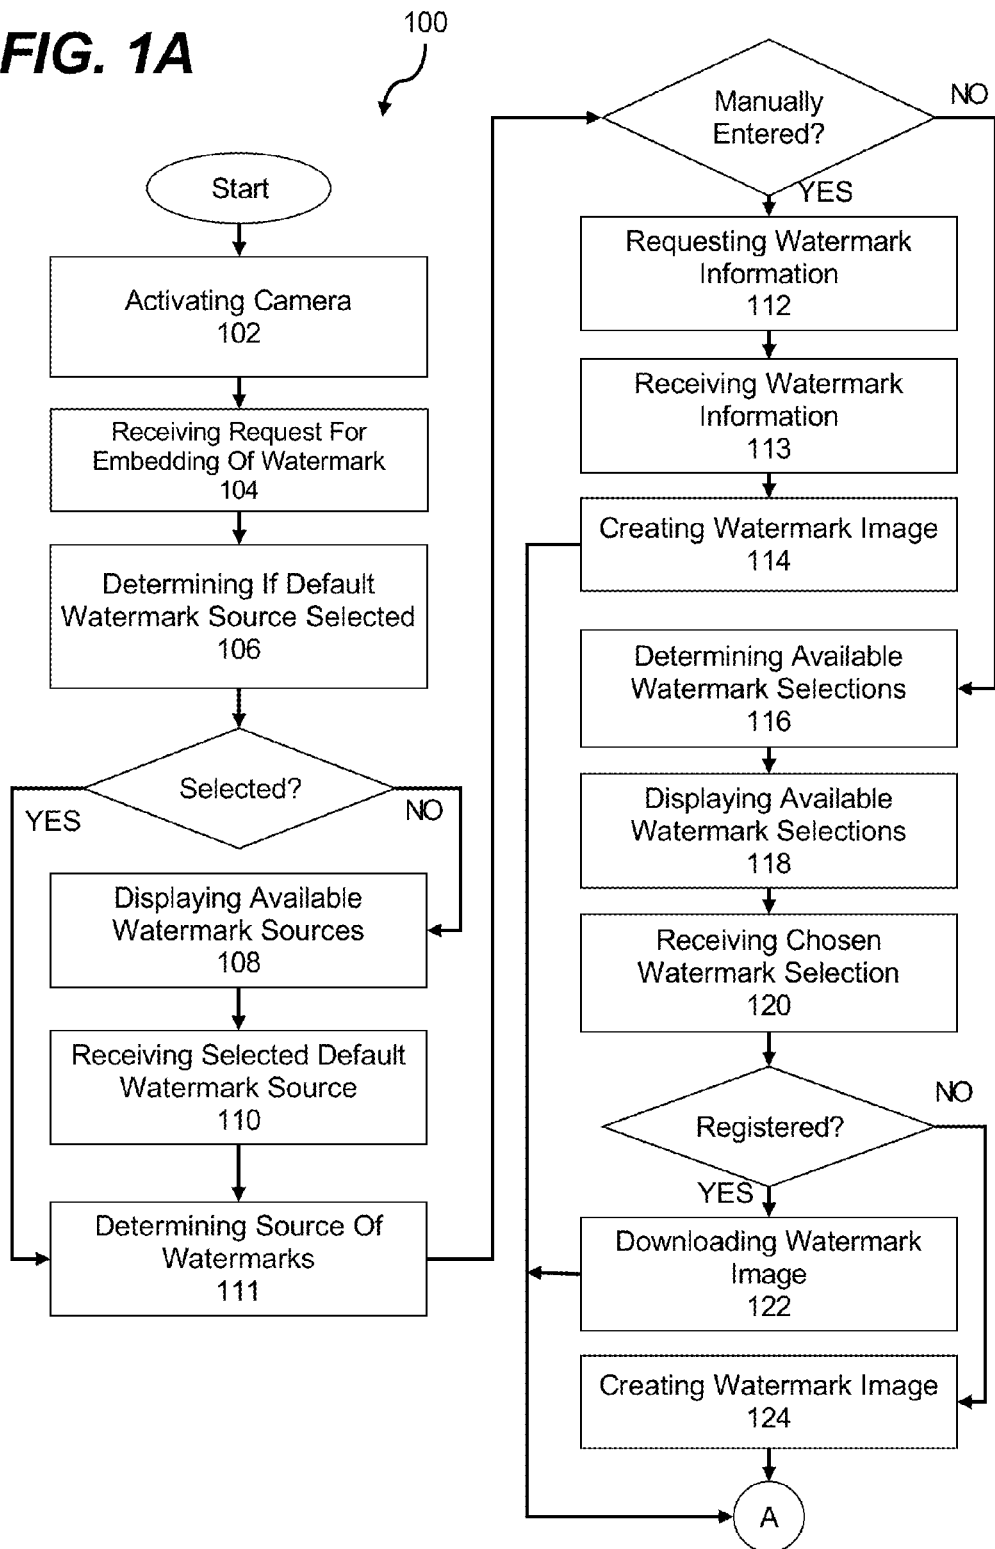 FIG. 1A
100
Start
Activating Camera
102
Receiving Request For
Embedding Of Watermark
104
Determining If Default
Watermark Source Selected
106
Selected?
YES
NO
Displaying Available
Watermark Sources
108
Receiving Selected Default
Watermark Source
110
Determining Source Of
Watermarks
111
Manually
Entered?
NO
YES
Requesting Watermark
Information
112
Receiving Watermark
Information
113
Creating Watermark Image
114
Determining Available
Watermark Selections
116
Displaying Available
Watermark Selections
118
Receiving Chosen
Watermark Selection
120
Registered?
NO
YES
Downloading Watermark
Image
122
Creating Watermark Image
124
A